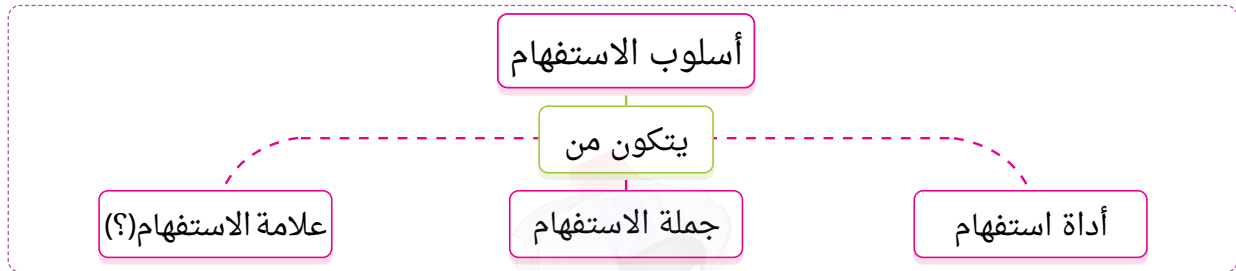 أسلوب الاستفهام
يتكون من
أداة استفهام
جملة الاستفهام
علامة الاستفهام(؟)